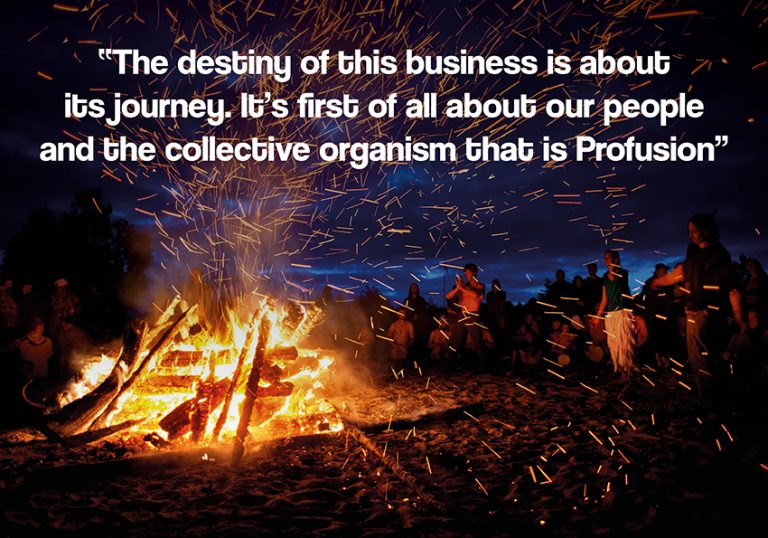 “The destiny of this business is about
its journey. It’s first of all about our people
and the collective organism that is Profusion”